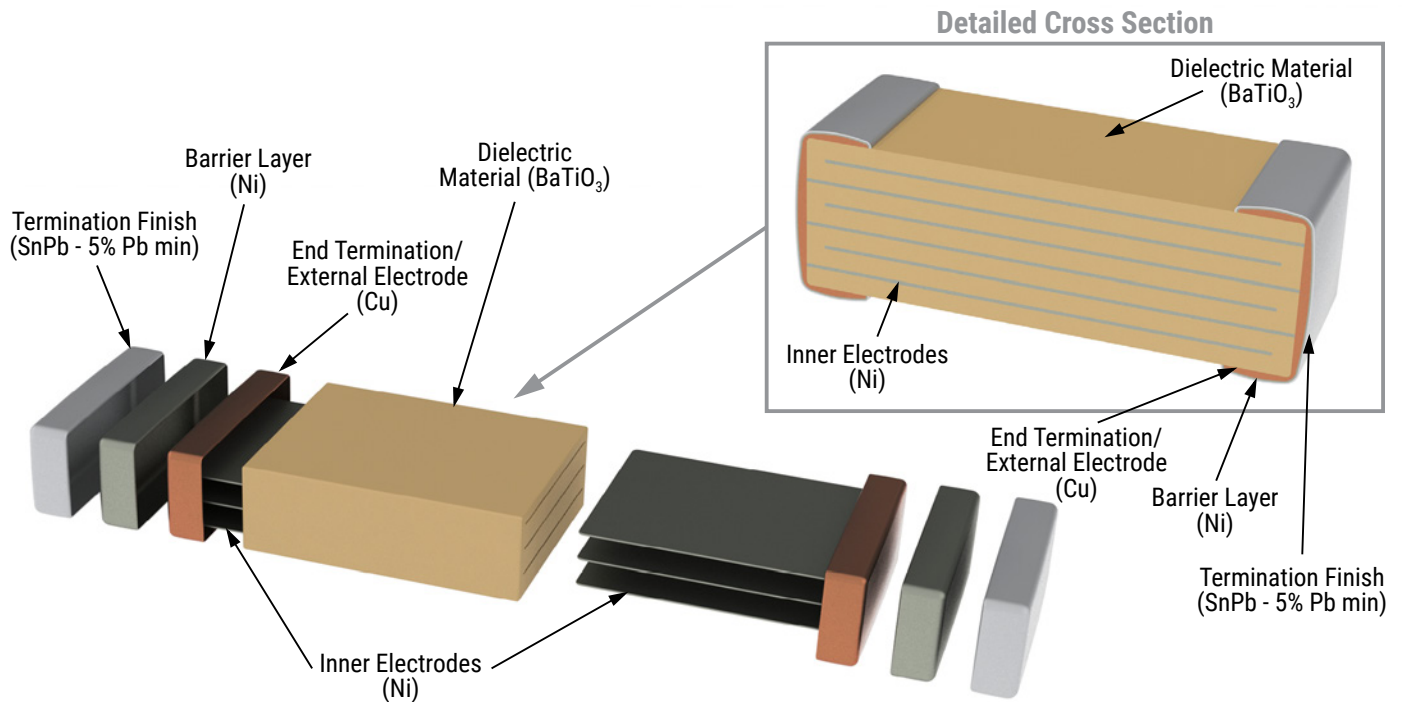 Detailed Cross Section
Dielectric Material
(BaTiO₃)
Inner Electrodes
(Ni)
End Termination/
External Electrode
(Cu)
Barrier Layer
(Ni)
Termination Finish
(SnPb - 5% Pb min)
Termination Finish
(SnPb - 5% Pb min)
Barrier Layer
(Ni)
End Termination/
External Electrode
(Cu)
Dielectric
Material (BaTiO₃)
Inner Electrodes
(Ni)